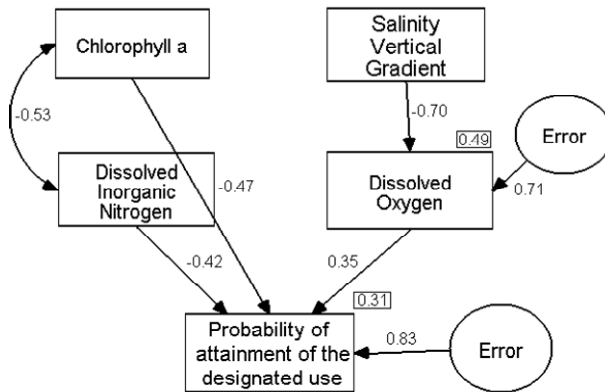 Chlorophyll a
Salinity
Vertical
Gradient
-0.53
-0.70
0.49
Error
Dissolved
Inorganic
Nitrogen
-0.47
Dissolved
Oxygen
0.71
-0.42
0.35
0.31
Probability of
attainment of the
designated use
0.83
Error